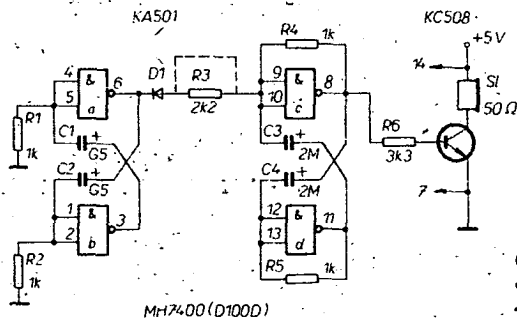 KA501
KC508
+5V
R4
1k
14
4
5
&
a
6
D1
R3
2k2
9
10
&
c
8
Sl
50 Ω
R1
1k
C1
+
G5
C2
+
G5
C3
+
2M
C4
+
2M
R6
3k3
7
1
2
&
b
3
12
13
&
d
11
R2
1k
R5
1k
MH7400 (D100D)